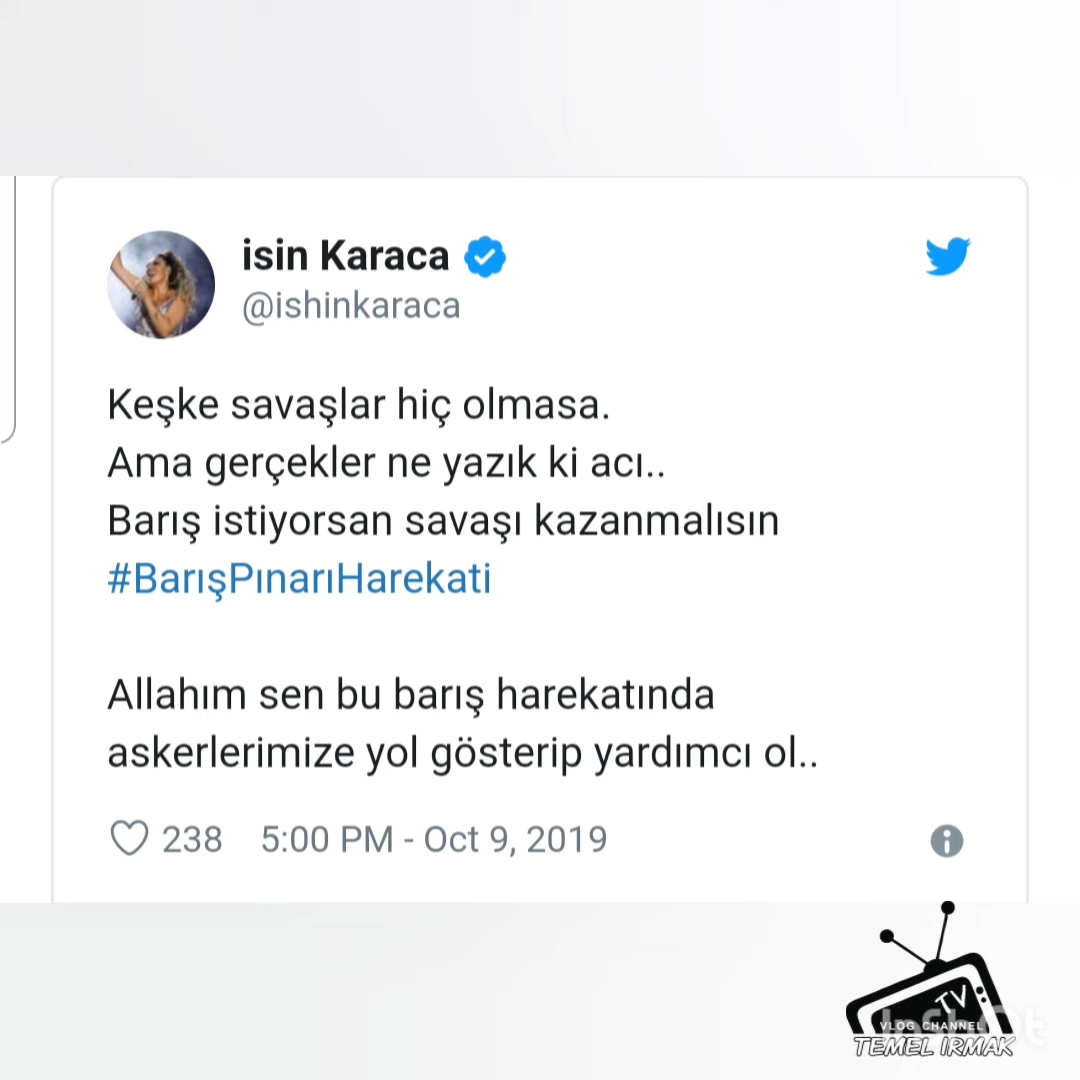 isin Karaca
@ishinkaraca
Keşke savaşlar hiç olmasa.
Ama gerçekler ne yazık ki acı..
Barış istiyorsan savaşı kazanmalısın
#BarışPınarıHarekati
Allahım sen bu barış harekatında
askerlerimize yol gösterip yardımcı ol..
238 5:00 PM - Oct 9, 2019
TV
VLOG CHANNEL
InShOt
TEMEL IRMAK